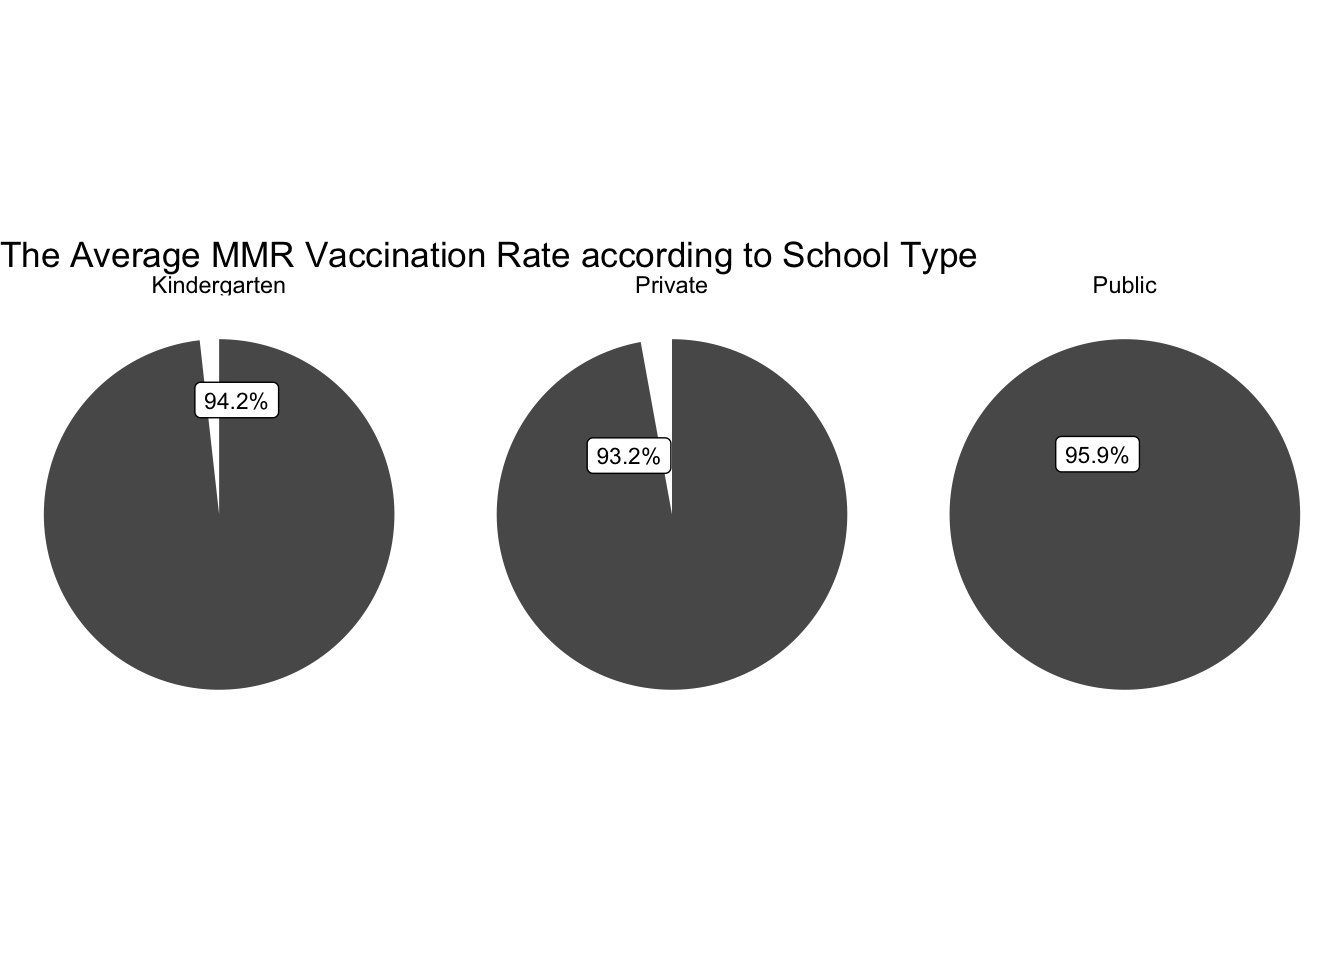 The Average MMR Vaccination Rate according to School Type
Kindergarten
Private
Public
94.2%
93.2%
95.9%